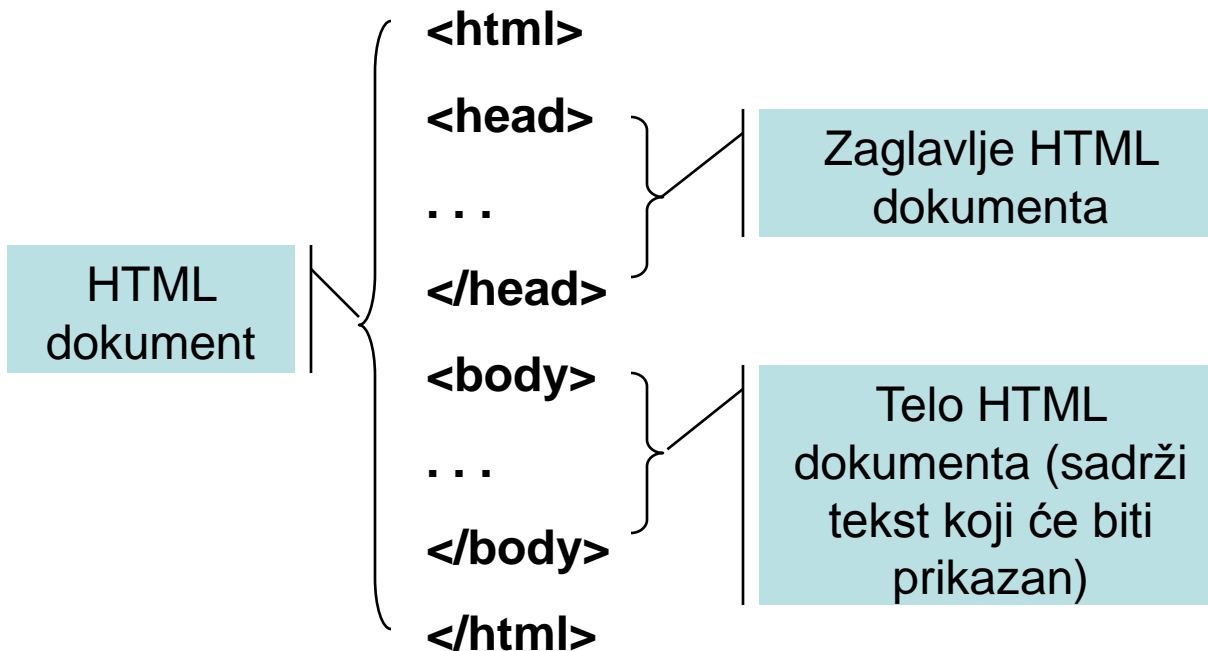 <html>
<head>
. . .
</head>
<body>
. . .
</body>
</html>
HTML
dokument
Zaglavlje HTML
dokumenta
Telo HTML
dokumenta (sadrži
tekst koji će biti
prikazan)